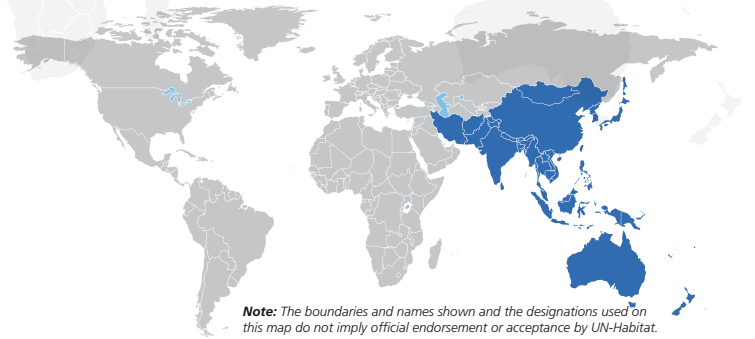 Note: The boundaries and names shown and the designations used on
this map do not imply official endorsement or acceptance by UN-Habitat.